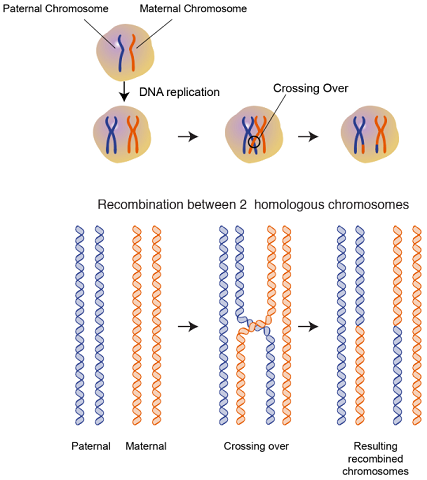 Paternal Chromosome
Maternal Chromosome
DNA replication
Crossing Over
Recombination between 2 homologous chromosomes
Paternal
Maternal
Crossing over
Resulting
recombined
chromosomes